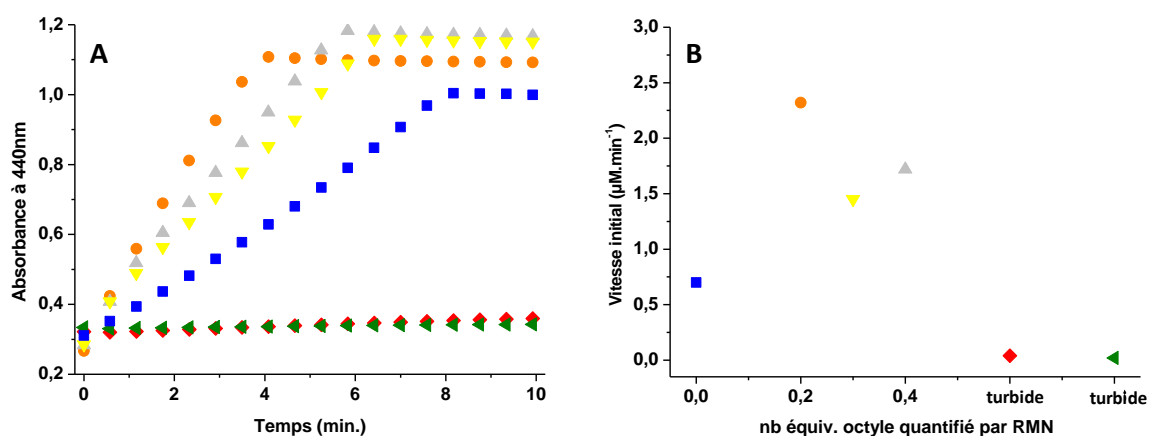 A
Absorbance à 440nm
1,2
1,0
0,8
0,6
0,4
0,2
0
2
4
6
8
10
Temps (min.)
B
Vitesse initial (µM.min⁻¹)
3,0
2,5
2,0
1,5
1,0
0,5
0,0
0,0
0,2
0,4
turbide
turbide
nb équiv. octyle quantifié par RMN